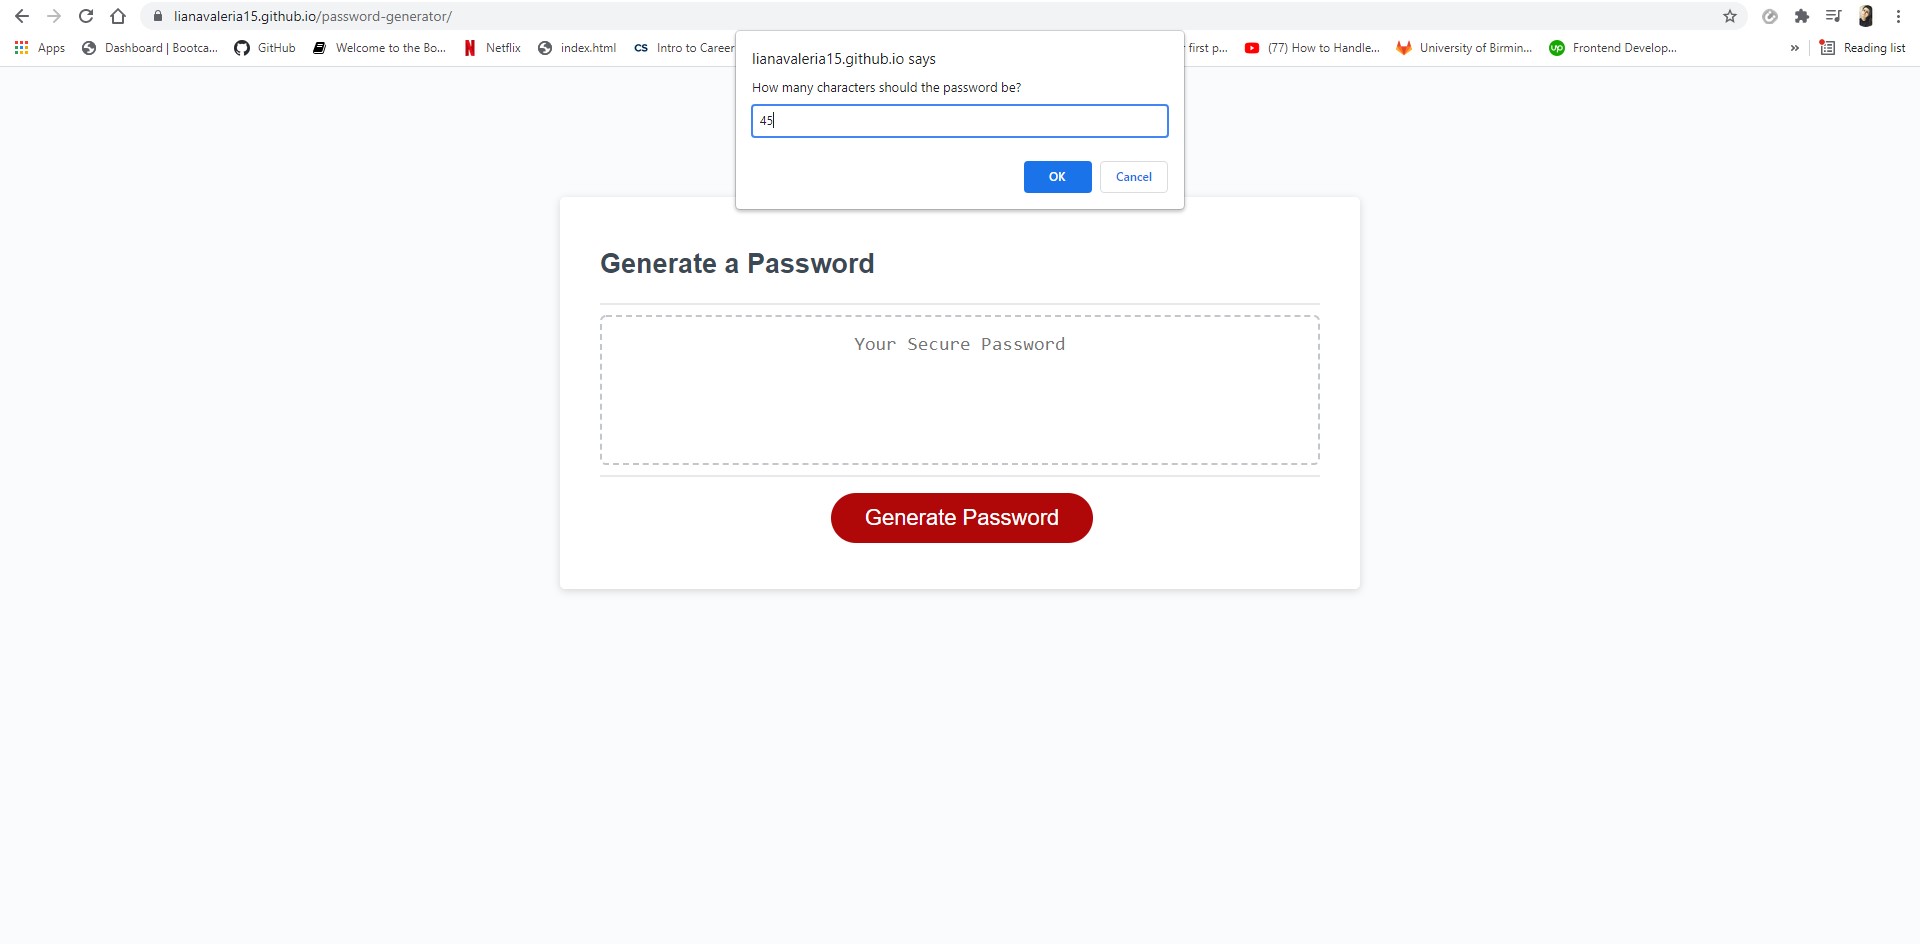 lianavaleria15.github.io/password-generator/
Apps
Dashboard | Bootca...
GitHub
Welcome to the Bo...
N
Netflix
index.html
CS
Intro to Career
first p...
(77) How to Handle...
University of Birmin...
up
Frontend Develop...
»
Reading list
lianavaleria15.github.io says
How many characters should the password be?
45
OK
Cancel
Generate a Password
Your Secure Password
Generate Password